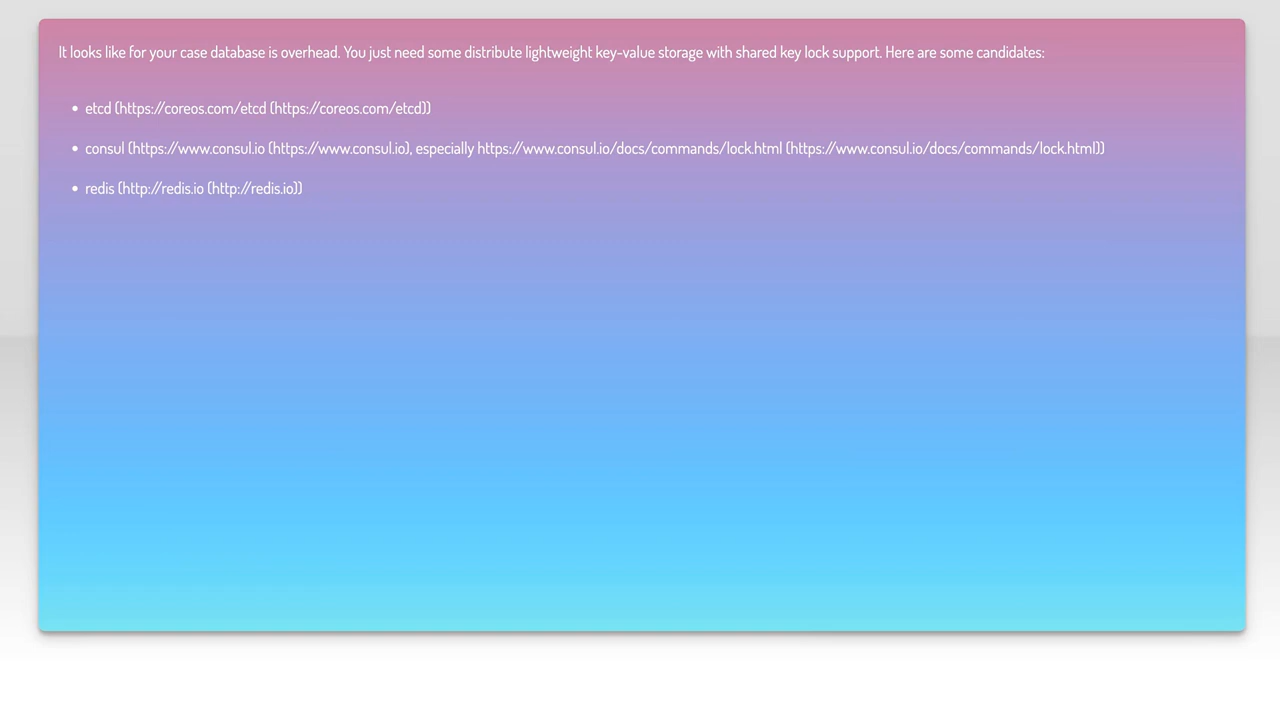 It looks like for your case database is overhead. You just need some distribute lightweight key-value storage with shared key lock support. Here are some candidates:
• etcd (https://coreos.com/etcd (https://coreos.com/etcd))
• consul (https://www.consul.io (https://www.consul.io), especially https://www.consul.io/docs/commands/lock.html (https://www.consul.io/docs/commands/lock.html))
• redis (http://redis.io (http://redis.io))